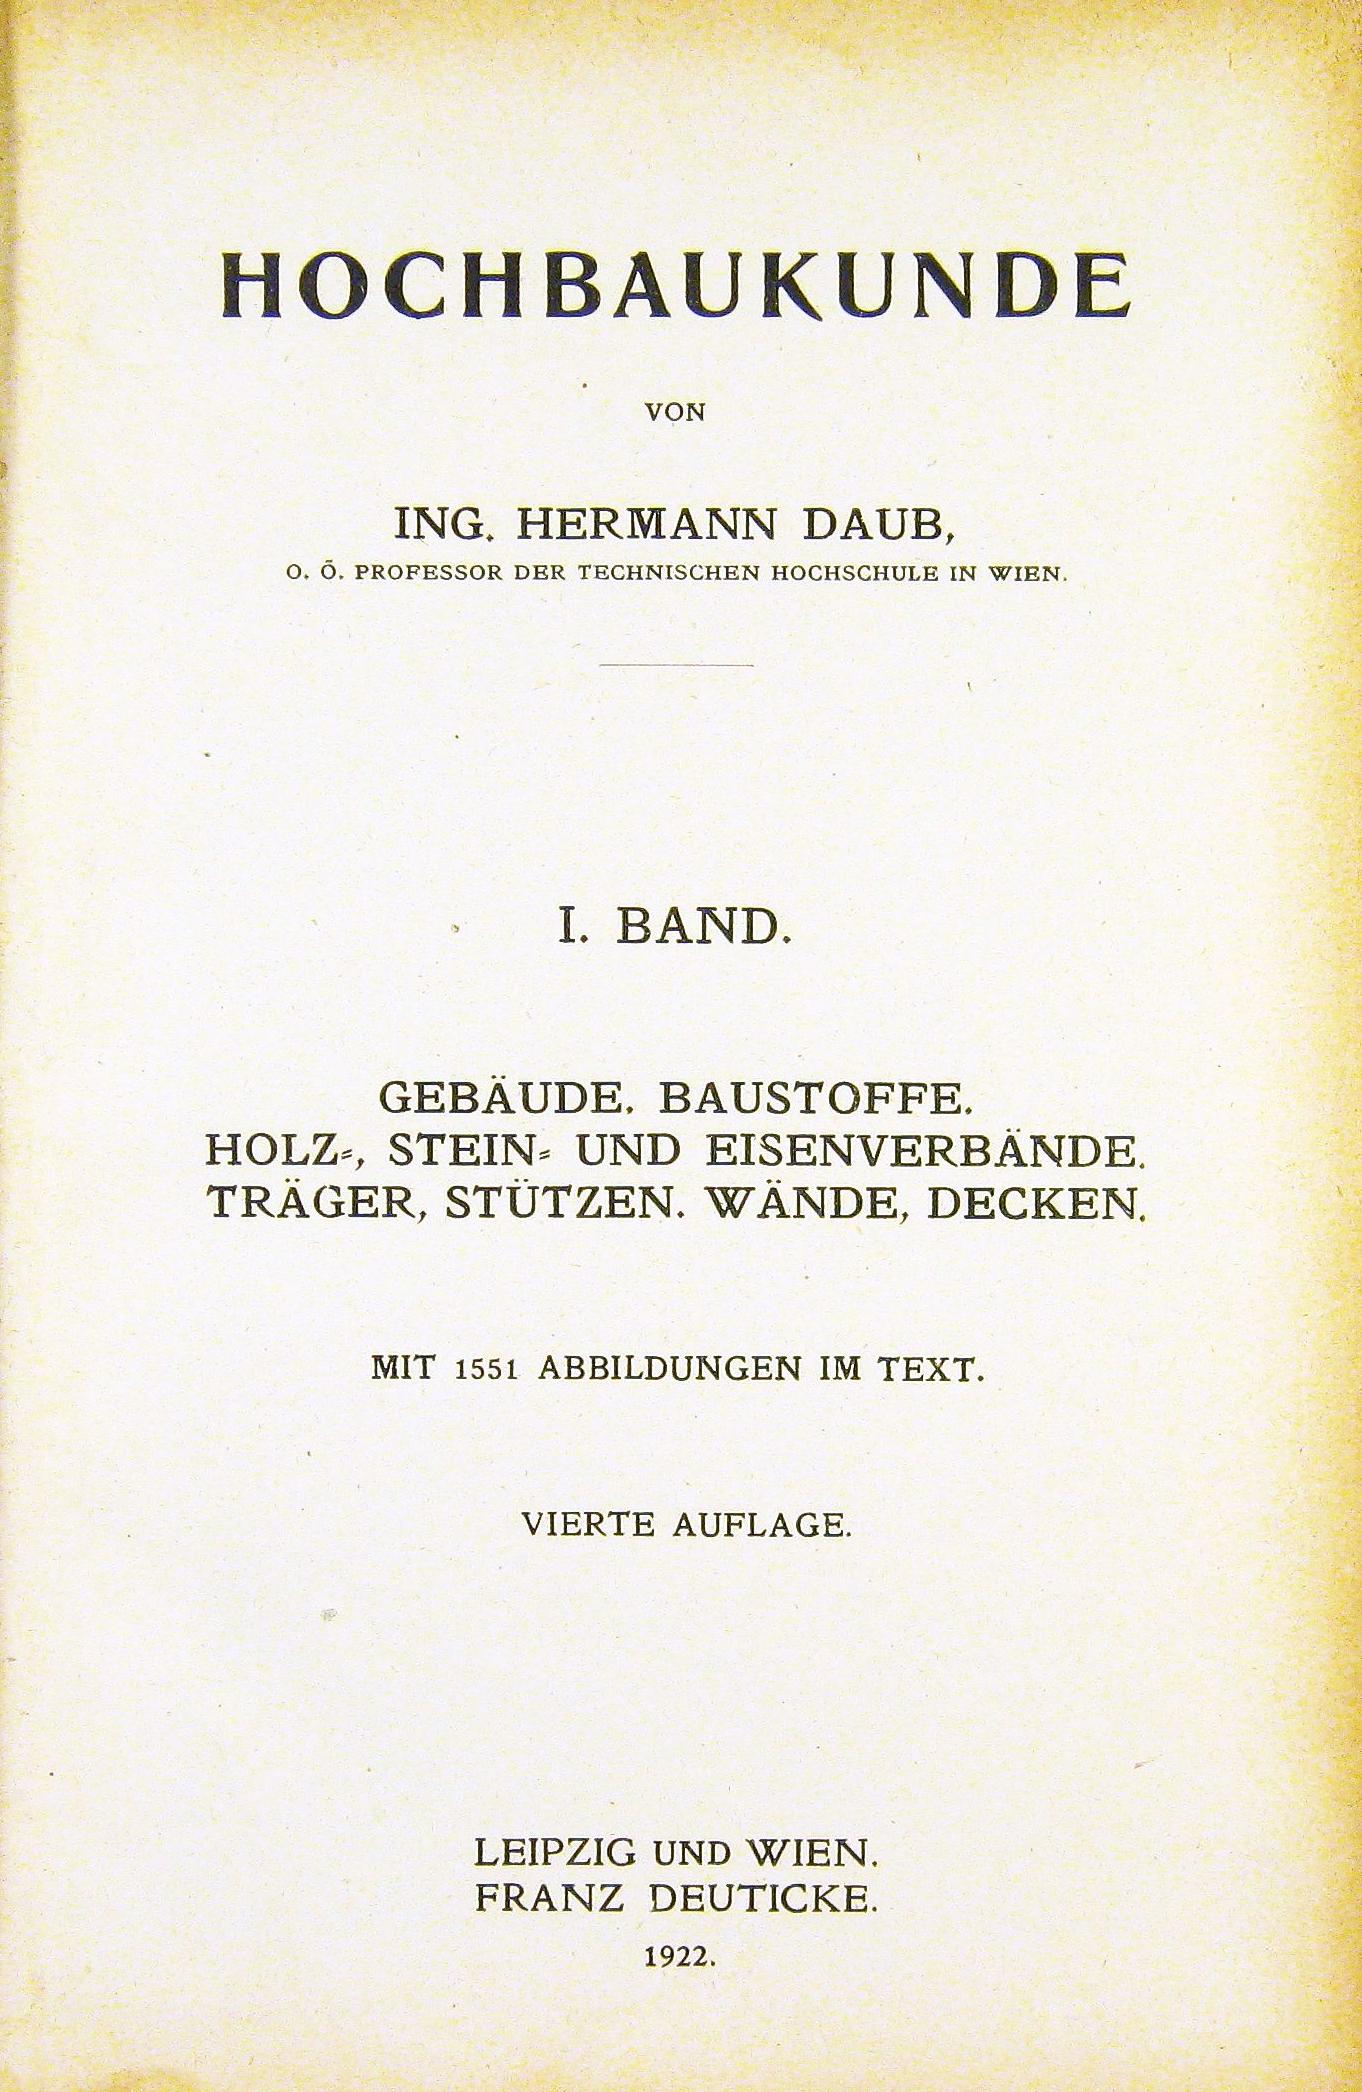 HOCHBAUKUNDE
VON
ING. HERMANN DAUB,
O. Ö. PROFESSOR DER TECHNISCHEN HOCHSCHULE IN WIEN.
I. BAND.
GEBÄUDE. BAUSTOFFE.
HOLZ-, STEIN- UND EISENVERBÄNDE.
TRÄGER, STÜTZEN. WÄNDE, DECKEN.
MIT 1551 ABBILDUNGEN IM TEXT.
VIERTE AUFLAGE.
LEIPZIG UND WIEN.
FRANZ DEUTICKE.
1922.